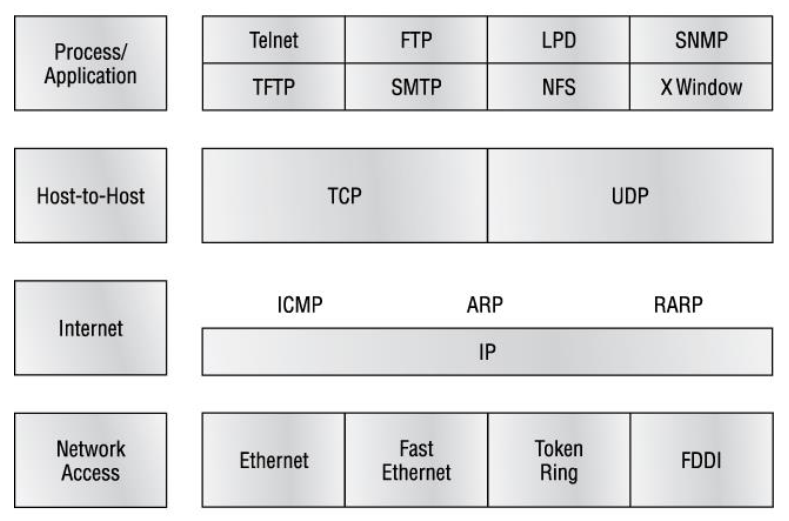 Process/
Application
Telnet FTP LPD SNMP
TFTP SMTP NFS X Window
Host-to-Host
TCP UDP
Internet
ICMP ARP RARP
IP
Network
Access
Ethernet
Fast
Ethernet
Token
Ring
FDDI